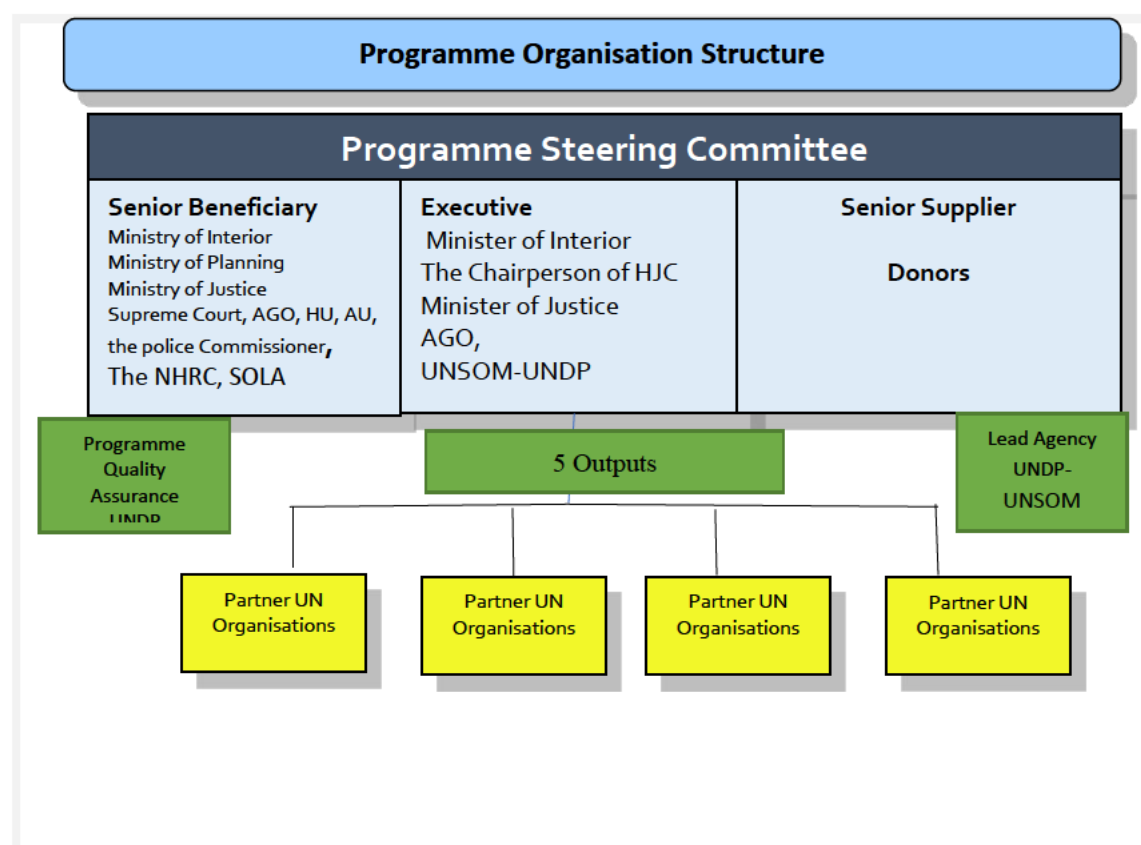 Programme Organisation Structure
Programme Steering Committee
Senior Beneficiary
Ministry of Interior
Ministry of Planning
Ministry of Justice
Supreme Court, AGO, HU, AU,
the police Commissioner,
The NHRC, SOLA
Executive
Minister of Interior
The Chairperson of HJC
Minister of Justice
AGO,
UNSOM-UNDP
Senior Supplier
Donors
Programme
Quality
Assurance
UNDP
5 Outputs
Lead Agency
UNDP-
UNSOM
Partner UN
Organisations
Partner UN
Organisations
Partner UN
Organisations
Partner UN
Organisations